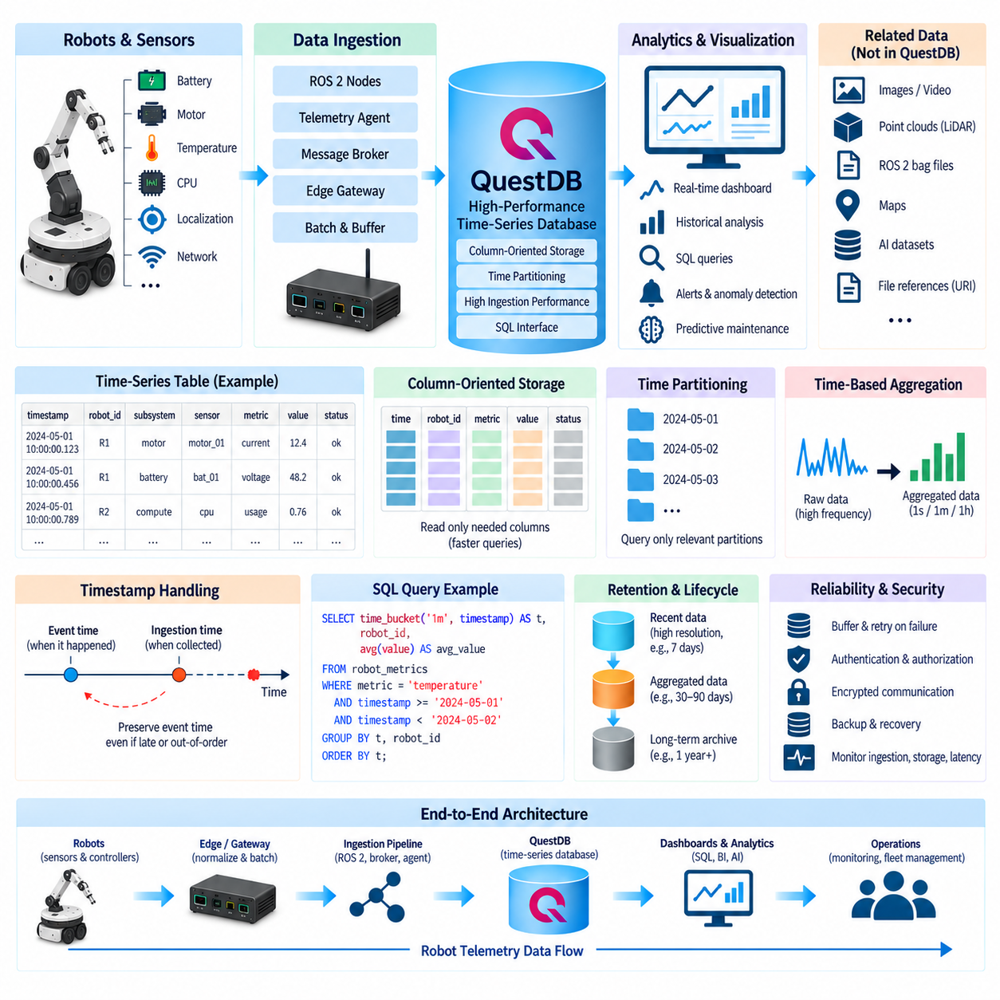 Robots & Sensors
Battery
Motor
Temperature
CPU
Localization
Network
...
Data Ingestion
ROS 2 Nodes
Telemetry Agent
Message Broker
Edge Gateway
Batch & Buffer
QuestDB
High-Performance
Time-Series Database
Column-Oriented Storage
Time Partitioning
High Ingestion Performance
SQL Interface
Analytics & Visualization
Real-time dashboard
Historical analysis
SQL queries
Alerts & anomaly detection
Predictive maintenance
Related Data
(Not in QuestDB)
Images / Video
Point clouds (LiDAR)
ROS 2 bag files
Maps
AI datasets
File references (URI)
...
Time-Series Table (Example)
timestamp robot_id subsystem sensor metric value status
2024-05-01
10:00:00.123 R1 motor motor_01 current 12.4 ok
2024-05-01
10:00:00.456 R1 battery bat_01 voltage 48.2 ok
2024-05-01
10:00:00.789 R2 compute cpu usage 0.76 ok
... ... ... ... ... ... ...
Column-Oriented Storage
time robot_id metric value status
Read only needed columns
(faster queries)
Time Partitioning
2024-05-01
2024-05-02
2024-05-03
...
Query only relevant partitions
Time-Based Aggregation
Raw data
(high frequency)
Aggregated data
(1s / 1m / 1h)
Timestamp Handling
Event time
(when it happened)
Ingestion time
(when collected)
Time
Preserve event time
even if late or out-of-order
SQL Query Example
SELECT time_bucket('1m', timestamp) AS t,
robot_id,
avg(value) AS avg_value
FROM robot_metrics
WHERE metric = 'temperature'
AND timestamp >= '2024-05-01'
AND timestamp < '2024-05-02'
GROUP BY t, robot_id
ORDER BY t;
Retention & Lifecycle
Recent data
(high resolution,
e.g., 7 days)
Aggregated data
(e.g., 30–90 days)
Long-term archive
(e.g., 1 year+)
Reliability & Security
Buffer & retry on failure
Authentication & authorization
Encrypted communication
Backup & recovery
Monitor ingestion, storage, latency
End-to-End Architecture
Robots
(sensors & controllers)
Edge / Gateway
(normalize & batch)
Ingestion Pipeline
(ROS 2, broker, agent)
QuestDB
(time-series database)
Dashboards & Analytics
(SQL, BI, AI)
Operations
(monitoring, fleet management)
Robot Telemetry Data Flow